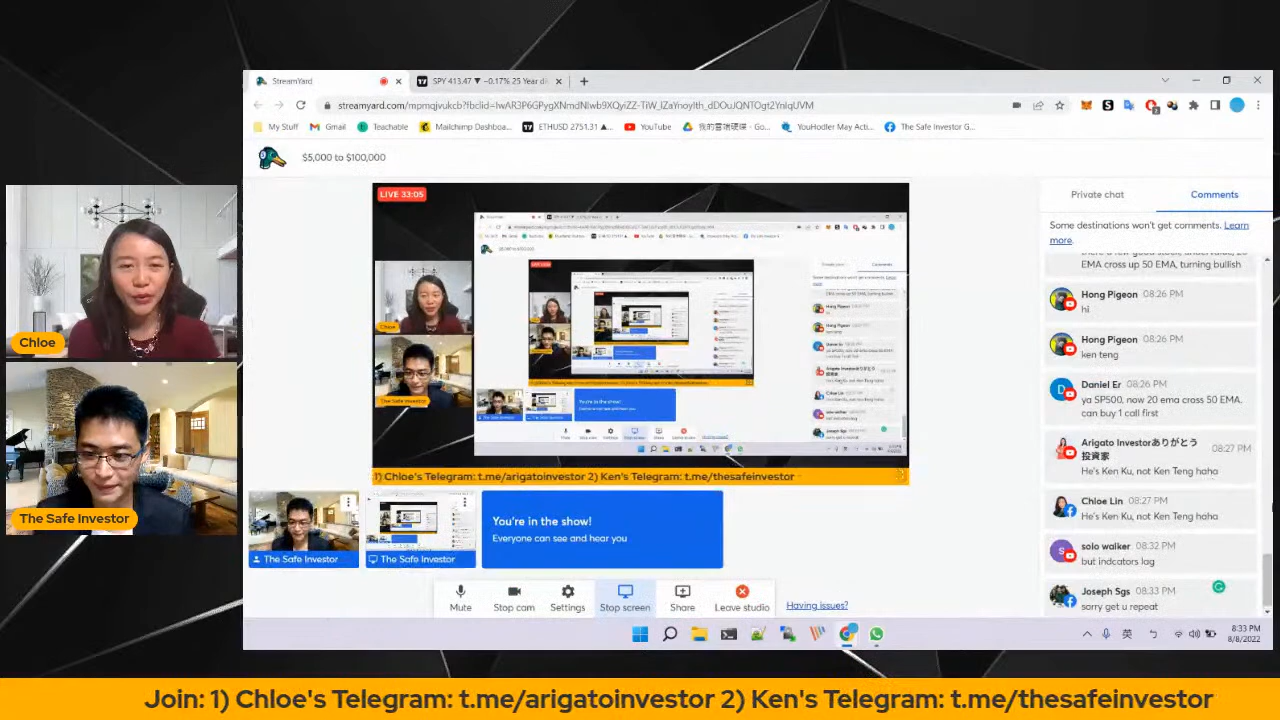 StreamYard
SPY 413.47 ▼ −0.17% 25 Year di
streamyard.com/mpmqjvukcb?fbclid=
My Stuff
Gmail
Teachable
Mailchimp Dashboa...
ETHUSD 2751.31 ▲...
YouTube
我的雲端硬碟 - Go...
YouHodler May Acti...
The Safe Investor G...
$5,000 to $100,000
LIVE 33:05
Chloe
The Safe Investor
Chloe
The Safe Investor
1) Chloe's Telegram: t.me/arigatoinvestor 2) Ken's Telegram: t.me/thesafeinvestor
The Safe Investor
The Safe Investor
You're in the show!
Everyone can see and hear you
Mute
Stop cam
Settings
Stop screen
Share
Leave studio
Having issues?
Private chat
Comments
Some destinations won't get comments. Learn
more.
EMA cross up 50 EMA, turning bullish
Hong Pigeon 08:26 PM
hi
Hong Pigeon 08:26 PM
ken teng
Daniel Er 08:26 PM
ya SP500, now 20 ema cross 50 EMA.
can buy 1 call first
Arigato Investorありがとう
投資家 08:27 PM
He's Ken Ku, not Ken Teng haha
Chloe Lin 08:27 PM
He's Ken Ku, not Ken Teng haha
solo walker 08:32 PM
but indcators lag
Joseph Sgs 08:33 PM
sorry get u repeat
英
8:33 PM
8/8/2022
Join: 1) Chloe's Telegram: t.me/arigatoinvestor 2) Ken's Telegram: t.me/thesafeinvestor